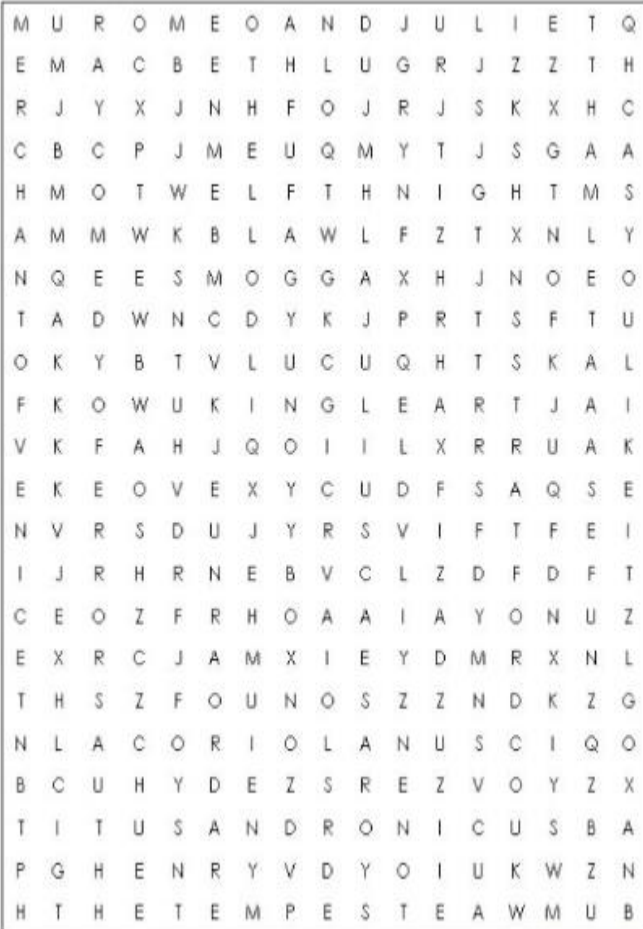 M U R O M E O A N D J U L I E T Q
E M A C B E T H L U G R J Z Z T H
R J Y X J N H F O J R J S K X H C
C B C P J M E U Q M Y T J S G A A
H M O T W E L F T H N I G H T M S
A M M W K B L A W L F Z T X N L Y
N Q E E S M O G G A X H J N O E O
T A D W N C D Y K J P R T S F T U
O K Y B T V L U C U Q H T S K A L
F K O W U K I N G L E A R T J A I
V K F A H J Q O I I L X R R U A K
E K E O V E X Y C U D F S A Q S E
N V R S D U J Y R S V I F T F E I
I J R H R N E B V C L Z D F D F T
C E O Z F R H O A A I A Y O N U Z
E X R C J A M X I E Y D M R X N L
T H S Z F O U N O S Z Z N D K Z G
N L A C O R I O L A N U S C I Q O
B C U H Y D E Z S R E Z V O Y Z X
T I T U S A N D R O N I C U S B A
P G H E N R Y V D Y O I U K W Z N
H T H E T E M P E S T E A W M U B